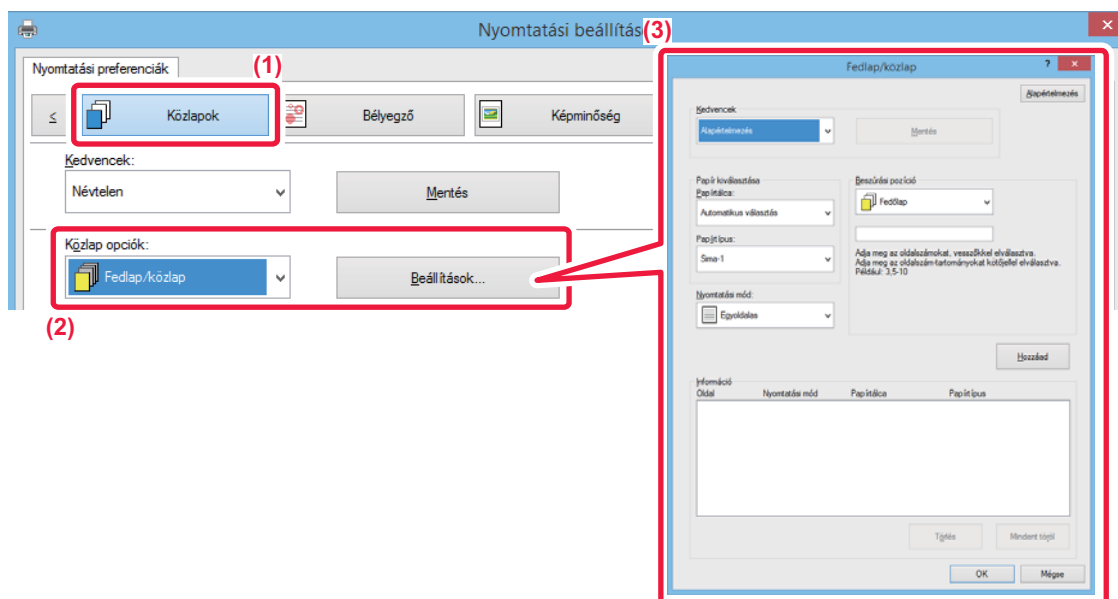 Nyomtatási beállítás
(3)
Nyomtatási preferenciák
(1)
≤
Közlapok
Bélyegző
Képminőség
Kedvencek:
Névtelen
Mentés
Közlap opciók:
Fedlap/közlap
Beállítások...
(2)
Fedlap/közlap
?
Alapértelmezés
Kedvencek:
Alapértelmezés
Mentés
Papír kiválasztása
Papírtálca:
Automatikus választás
Papírtípus:
Sima-1
Nyomtatási mód:
Egyoldalas
Beszúrási pozíció
Fedőlap
Adja meg az oldalszámokat, vesszőkkel elválasztva.
Adja meg az oldalszám-tartományokat kötőjellel elválasztva.
Például: 3,5-10
Hozzáad
Információ
Oldal Nyomtatási mód Papírtálca Papírtípus
Törlés
Mindent töröl
OK
Mégse